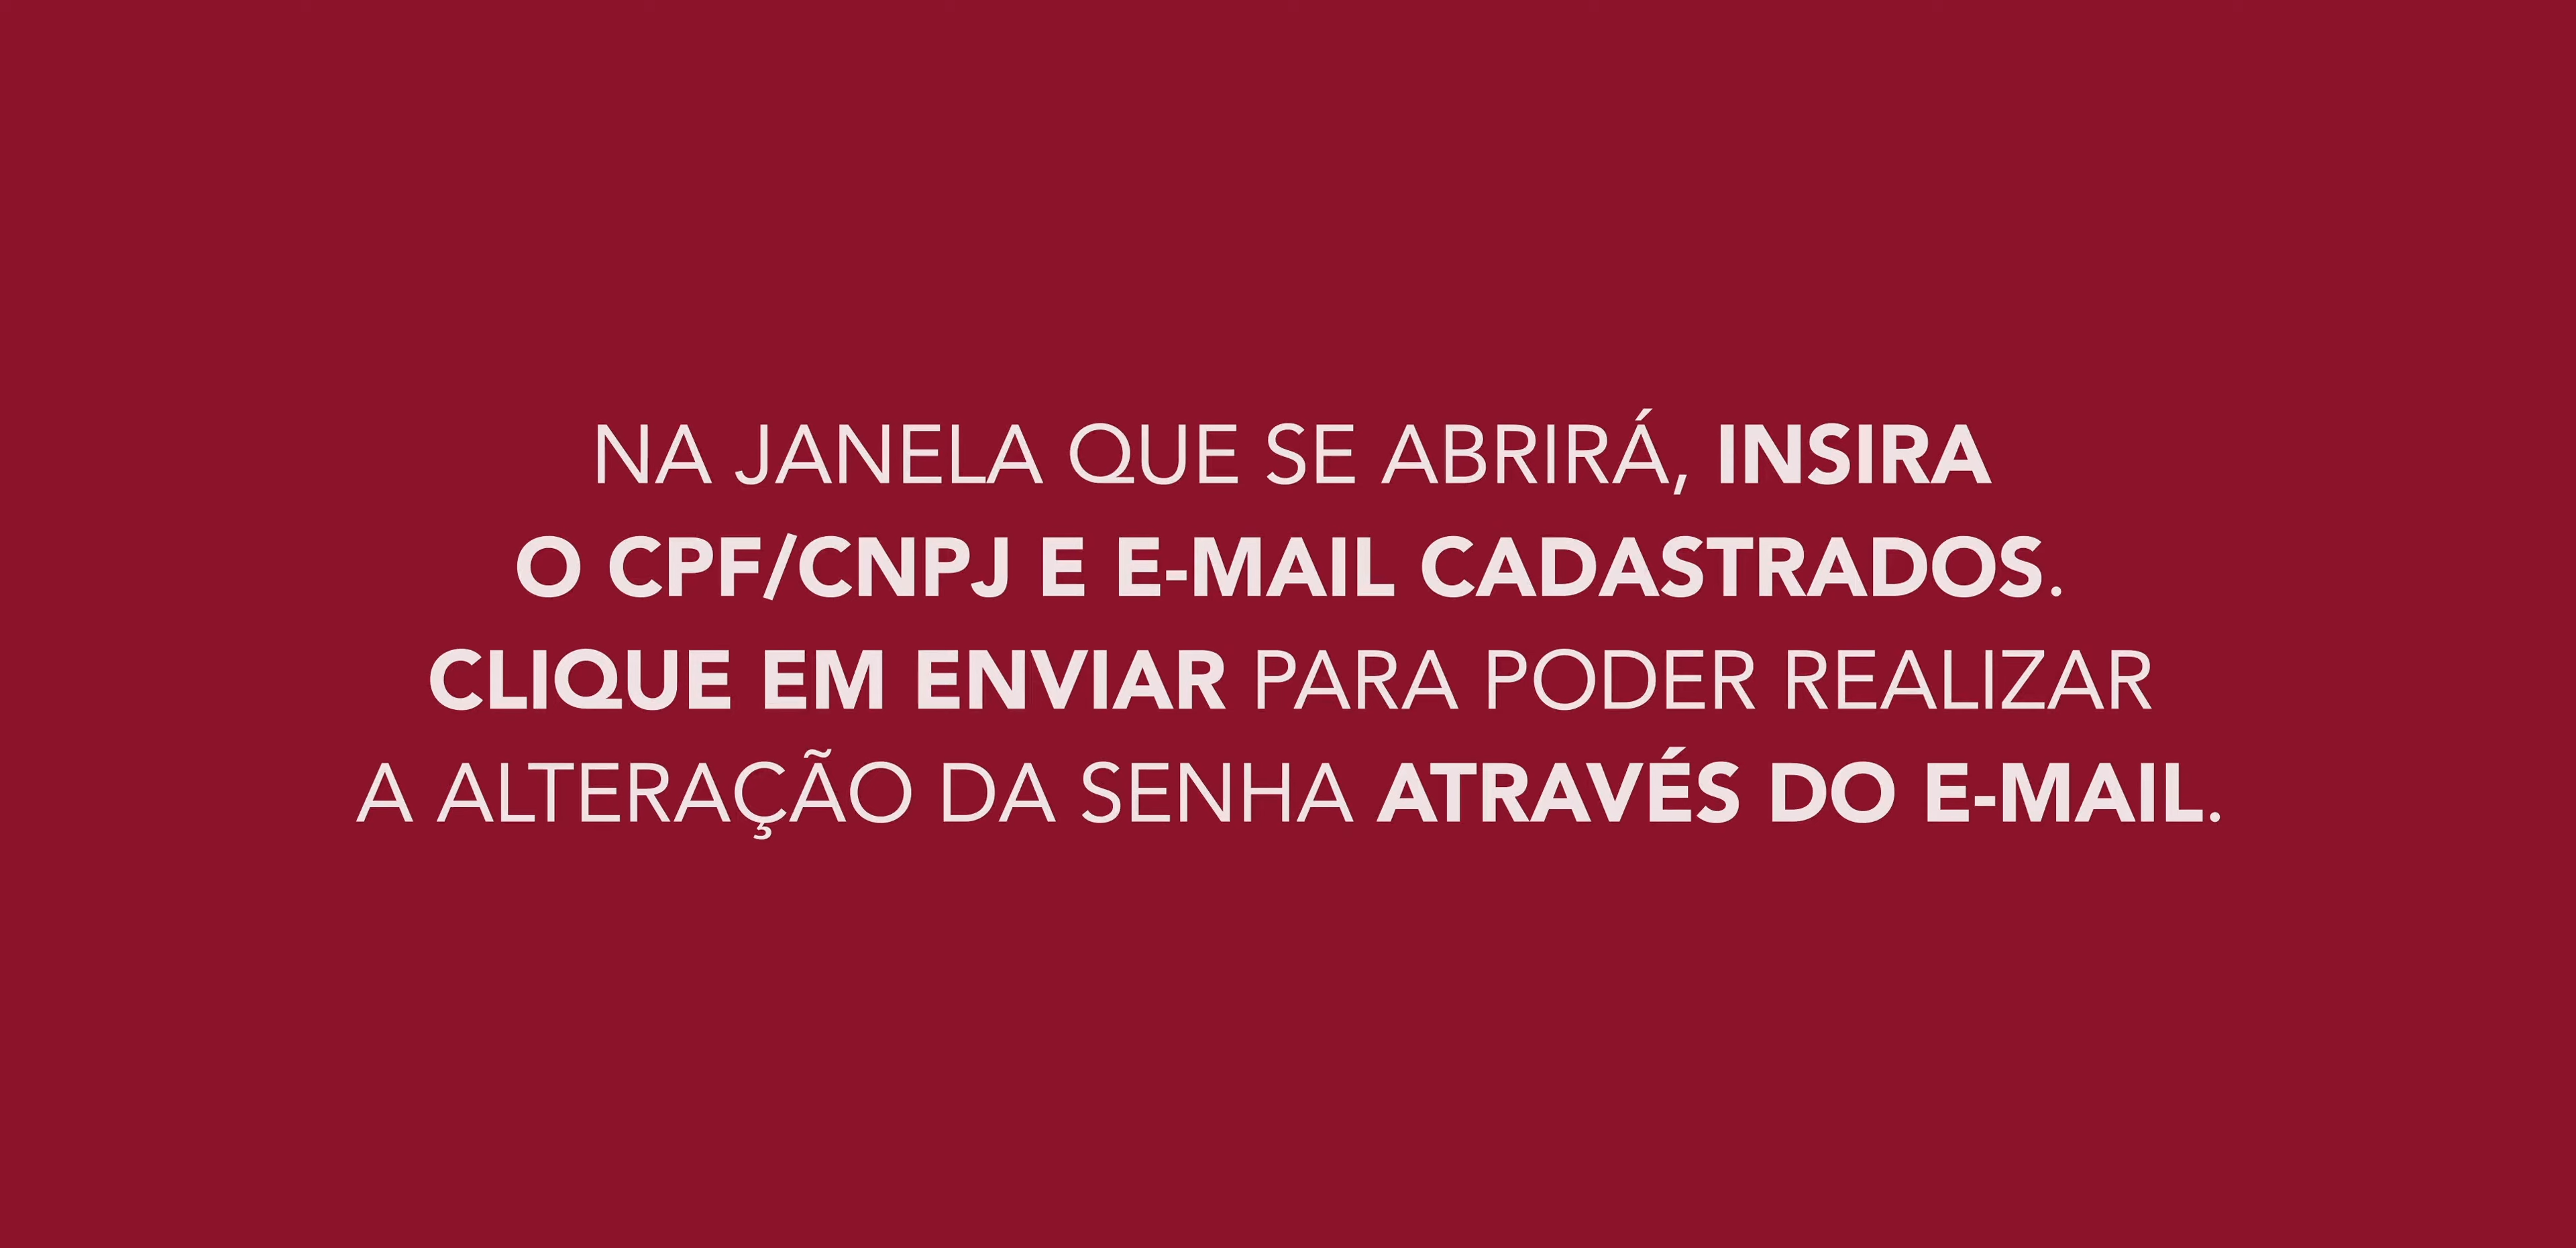 NA JANELA QUE SE ABRIRÁ, INSIRA
O CPF/CNPJ E E-MAIL CADASTRADOS.
CLIQUE EM ENVIAR PARA PODER REALIZAR
A ALTERAÇÃO DA SENHA ATRAVÉS DO E-MAIL.